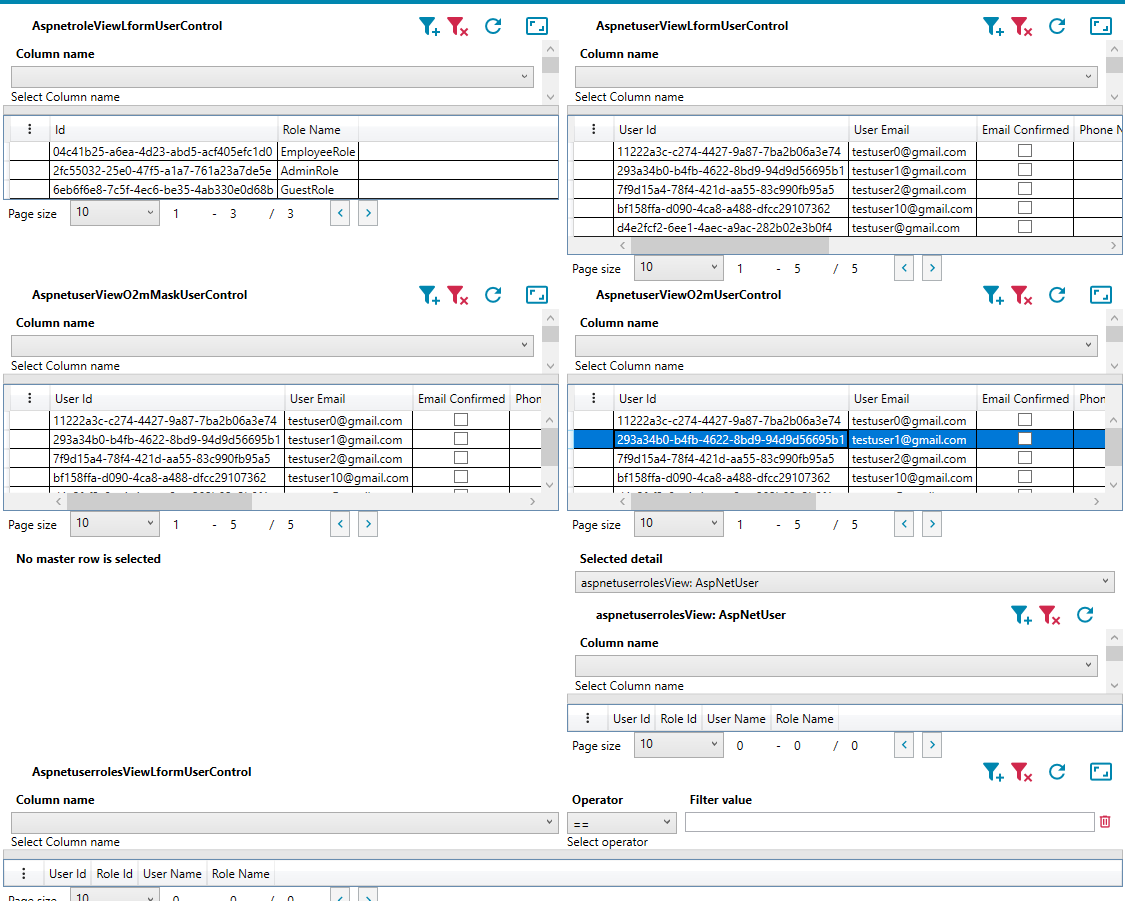 AspnetroleViewLformUserControl
Column name
Select Column name
Id Role Name
04c41b25-a6ea-4d23-abd5-acf405efc1d0 EmployeeRole
2fc55032-25e0-47f5-a1a7-761a23a7de5e AdminRole
6eb6f6e8-7c5f-4ec6-be35-4ab330e0d68b GuestRole
Page size 10 1 - 3 / 3
AspnetuserViewLformUserControl
Column name
Select Column name
User Id User Email Email Confirmed Phone N
11222a3c-c274-4427-9a87-7ba2b06a3e74 testuser0@gmail.com
293a34b0-b4fb-4622-8bd9-94d9d56695b1 testuser1@gmail.com
7f9d15a4-78f4-421d-aa55-83c990fb95a5 testuser2@gmail.com
bf158ffa-d090-4ca8-a488-dfcc29107362 testuser10@gmail.com
d4e2fcf2-6ee1-4aec-a9ac-282b02e3b0f4 testuser@gmail.com
Page size 10 1 - 5 / 5
AspnetuserViewO2mMaskUserControl
Column name
Select Column name
User Id User Email Email Confirmed Phon
11222a3c-c274-4427-9a87-7ba2b06a3e74 testuser0@gmail.com
293a34b0-b4fb-4622-8bd9-94d9d56695b1 testuser1@gmail.com
7f9d15a4-78f4-421d-aa55-83c990fb95a5 testuser2@gmail.com
bf158ffa-d090-4ca8-a488-dfcc29107362 testuser10@gmail.com
Page size 10 1 - 5 / 5
No master row is selected
AspnetuserViewO2mUserControl
Column name
Select Column name
User Id User Email Email Confirmed Phon
11222a3c-c274-4427-9a87-7ba2b06a3e74 testuser0@gmail.com
293a34b0-b4fb-4622-8bd9-94d9d56695b1 testuser1@gmail.com
7f9d15a4-78f4-421d-aa55-83c990fb95a5 testuser2@gmail.com
bf158ffa-d090-4ca8-a488-dfcc29107362 testuser10@gmail.com
Page size 10 1 - 5 / 5
Selected detail
aspnetuserrolesView: AspNetUser
aspnetuserrolesView: AspNetUser
Column name
Select Column name
User Id Role Id User Name Role Name
Page size 10 0 - 0 / 0
AspnetuserrolesViewLformUserControl
Column name Operator Filter value
==
Select Column name Select operator
User Id Role Id User Name Role Name
Page size 10 0 - 0 / 0